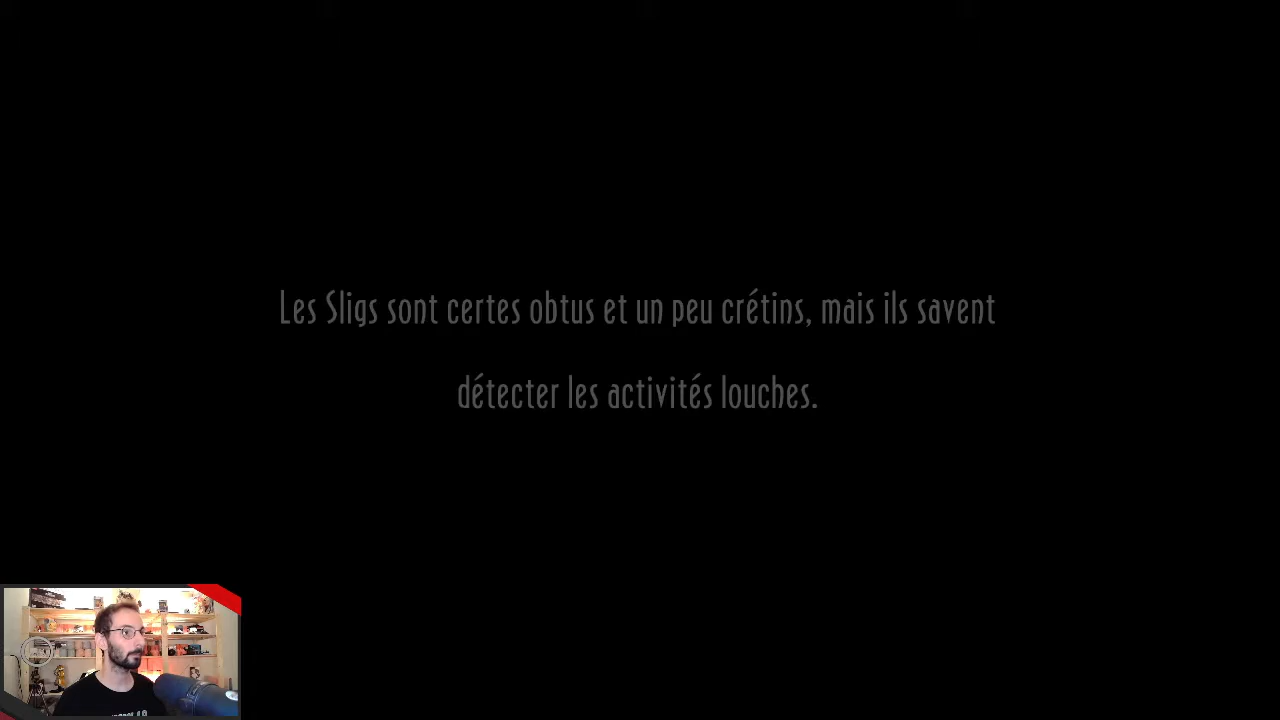 Les Sligs sont certes obtus et un peu crétins, mais ils savent
détecter les activités louches.